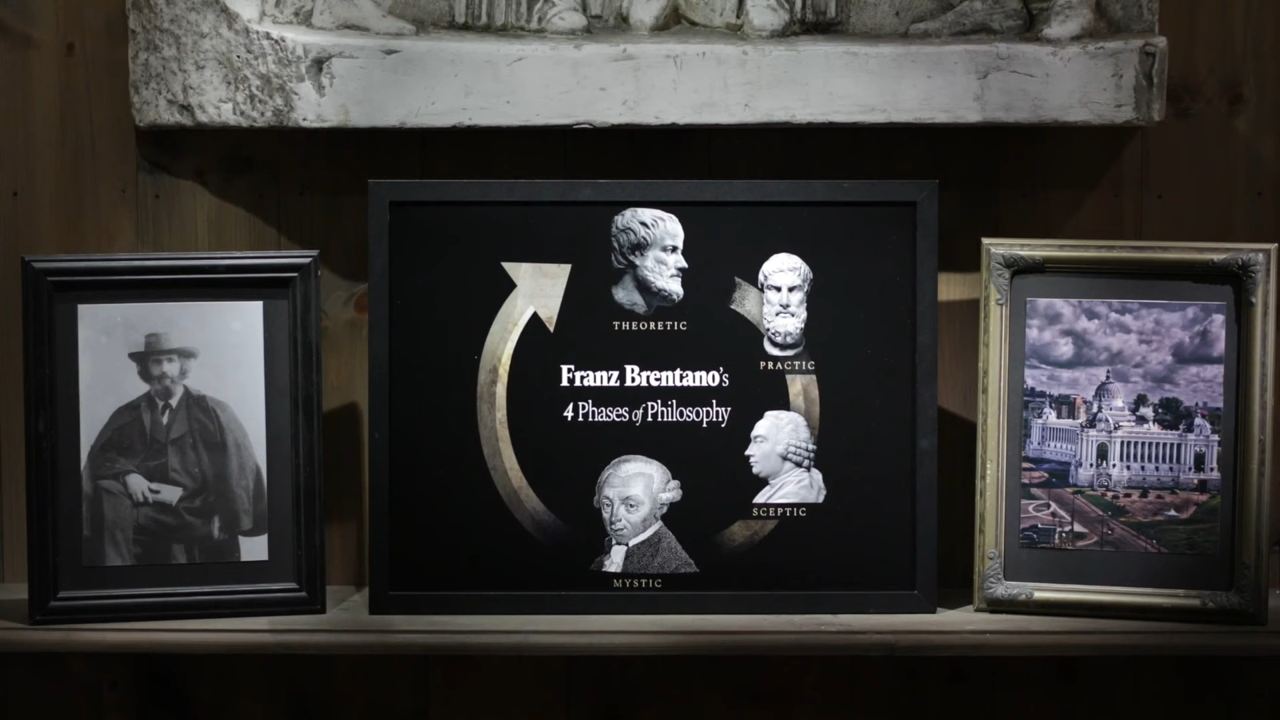 THEORETIC
PRACTIC
Franz Brentano's
4 Phases of Philosophy
SCEPTIC
MYSTIC